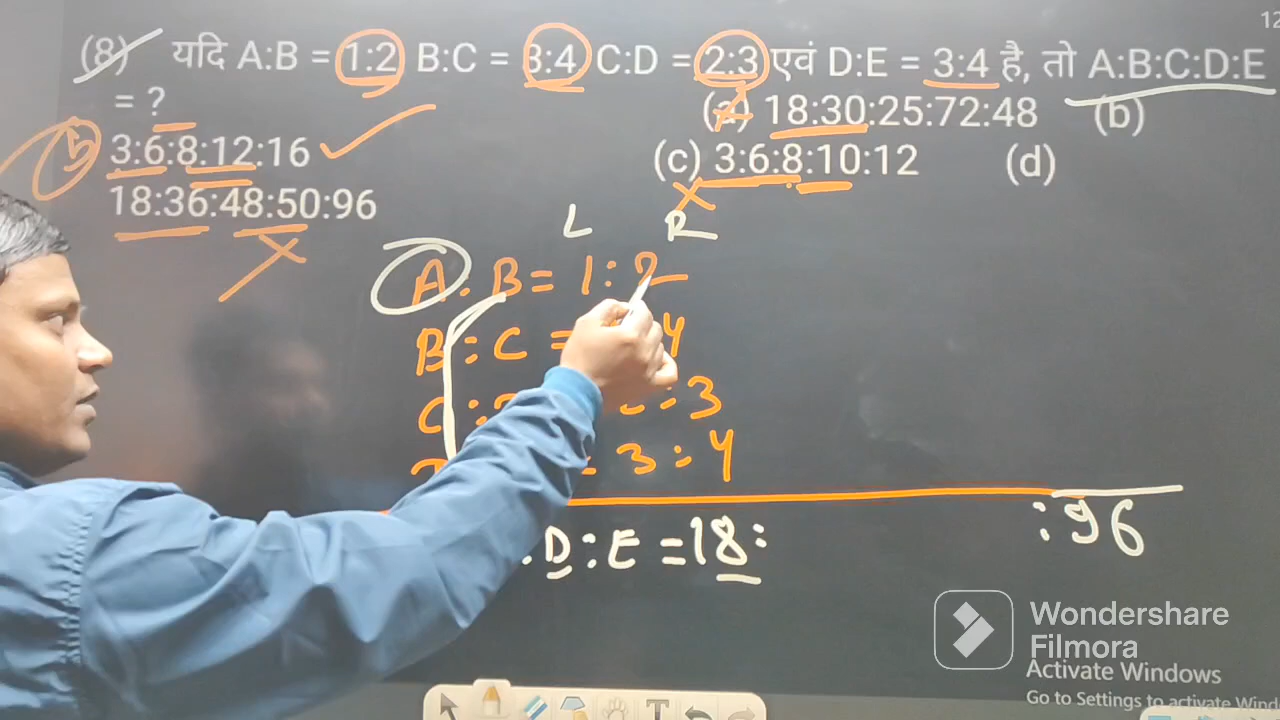 12
(8) यदि A:B = 1:2 B:C = 3:4 C:D = 2:3 एवं D:E = 3:4 है, तो A:B:C:D:E
= ? (a) 18:30:25:72:48 (b)
3:6:8:12:16 (c) 3:6:8:10:12 (d)
18:36:48:50:96
L R
A:B = 1:2
B:C = 4
C: :3
= 3:4
D:E = 18: :96
Wondershare
Filmora
Activate Windows
Go to Settings to activate Wind
T